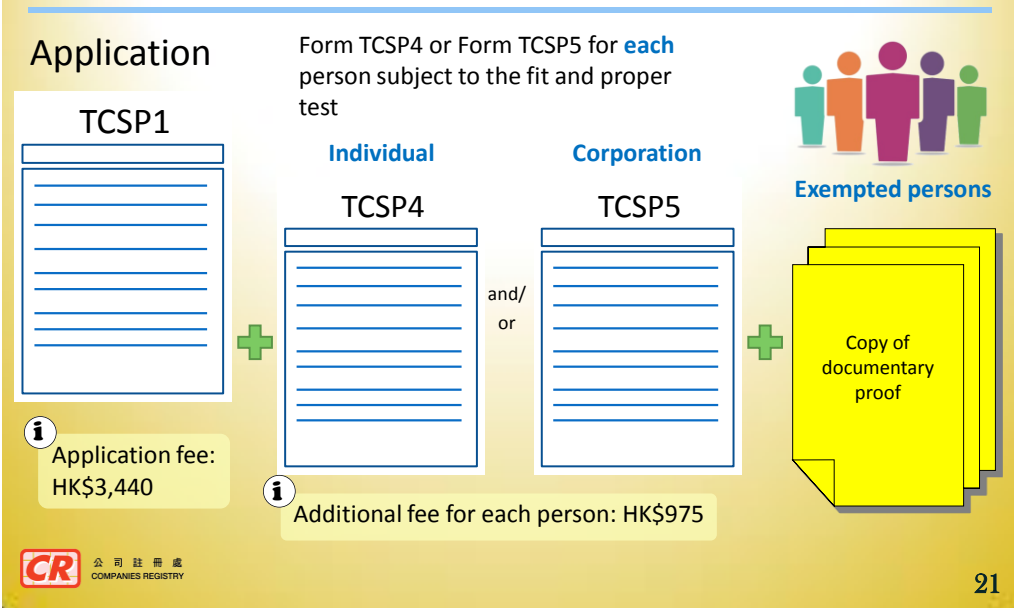 Application
Form TCSP4 or Form TCSP5 for each
person subject to the fit and proper
test
TCSP1
Individual
Corporation
Exempted persons
TCSP4
TCSP5
and/
or
Copy of
documentary
proof
i
Application fee:
HK$3,440
i
Additional fee for each person: HK$975
CR
公司註冊處
COMPANIES REGISTRY
21